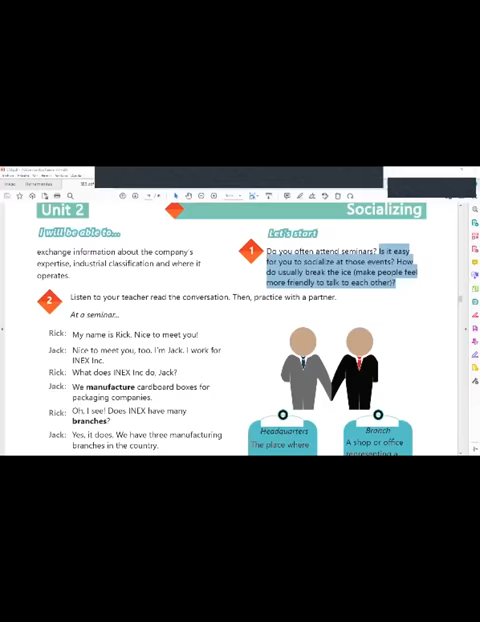 Unit 2
Socializing
I will be able to...
exchange information about the company's
expertise, industrial classification and where it
operates.
Let's start
1
Do you often attend seminars? Is it easy
for you to socialize at those events? How
do usually break the ice (make people feel
more friendly to talk to each other)?
2
Listen to your teacher read the conversation. Then, practice with a partner.
At a seminar...
Rick: My name is Rick. Nice to meet you!
Jack: Nice to meet you, too. I'm Jack. I work for
INEX Inc.
Rick: What does INEX Inc do, Jack?
Jack: We manufacture cardboard boxes for
packaging companies.
Rick: Oh, I see! Does INEX have many
branches?
Jack: Yes, it does. We have three manufacturing
branches in the country.
Headquarters
The place where
Branch
A shop or office
representing a